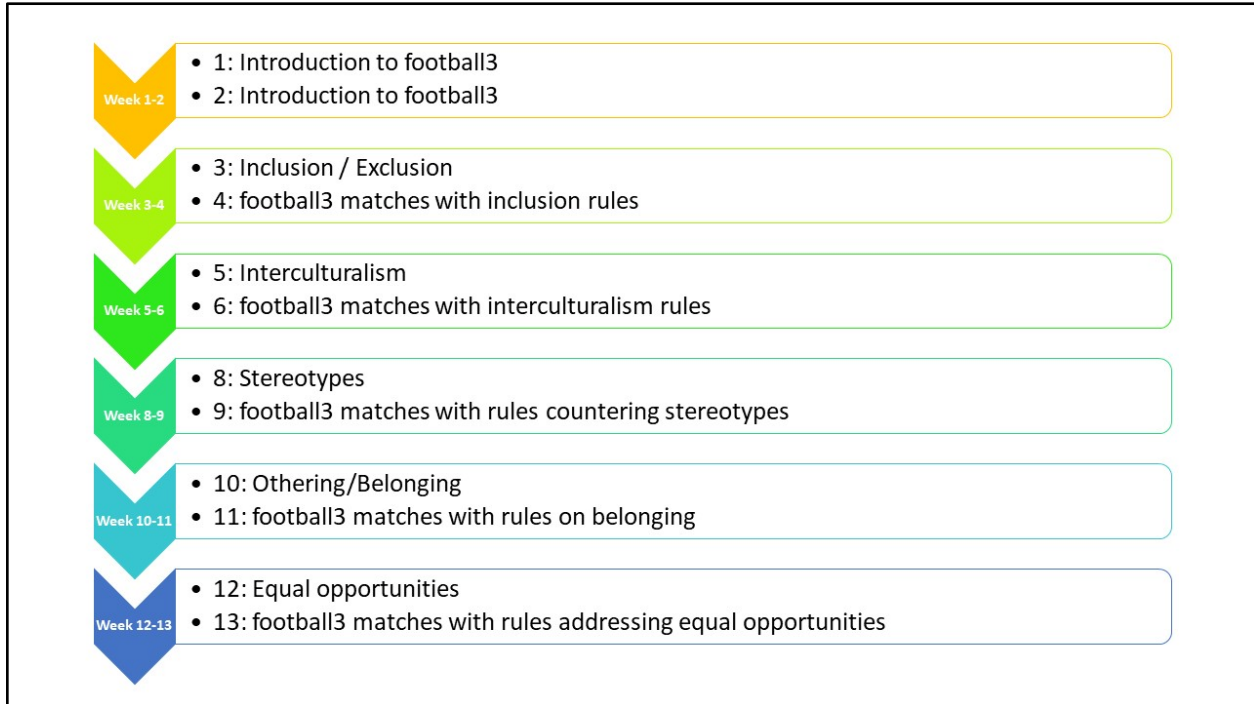 Week 1-2
• 1: Introduction to football3
• 2: Introduction to football3
Week 3-4
• 3: Inclusion / Exclusion
• 4: football3 matches with inclusion rules
Week 5-6
• 5: Interculturalism
• 6: football3 matches with interculturalism rules
Week 8-9
• 8: Stereotypes
• 9: football3 matches with rules countering stereotypes
Week 10-11
• 10: Othering/Belonging
• 11: football3 matches with rules on belonging
Week 12-13
• 12: Equal opportunities
• 13: football3 matches with rules addressing equal opportunities